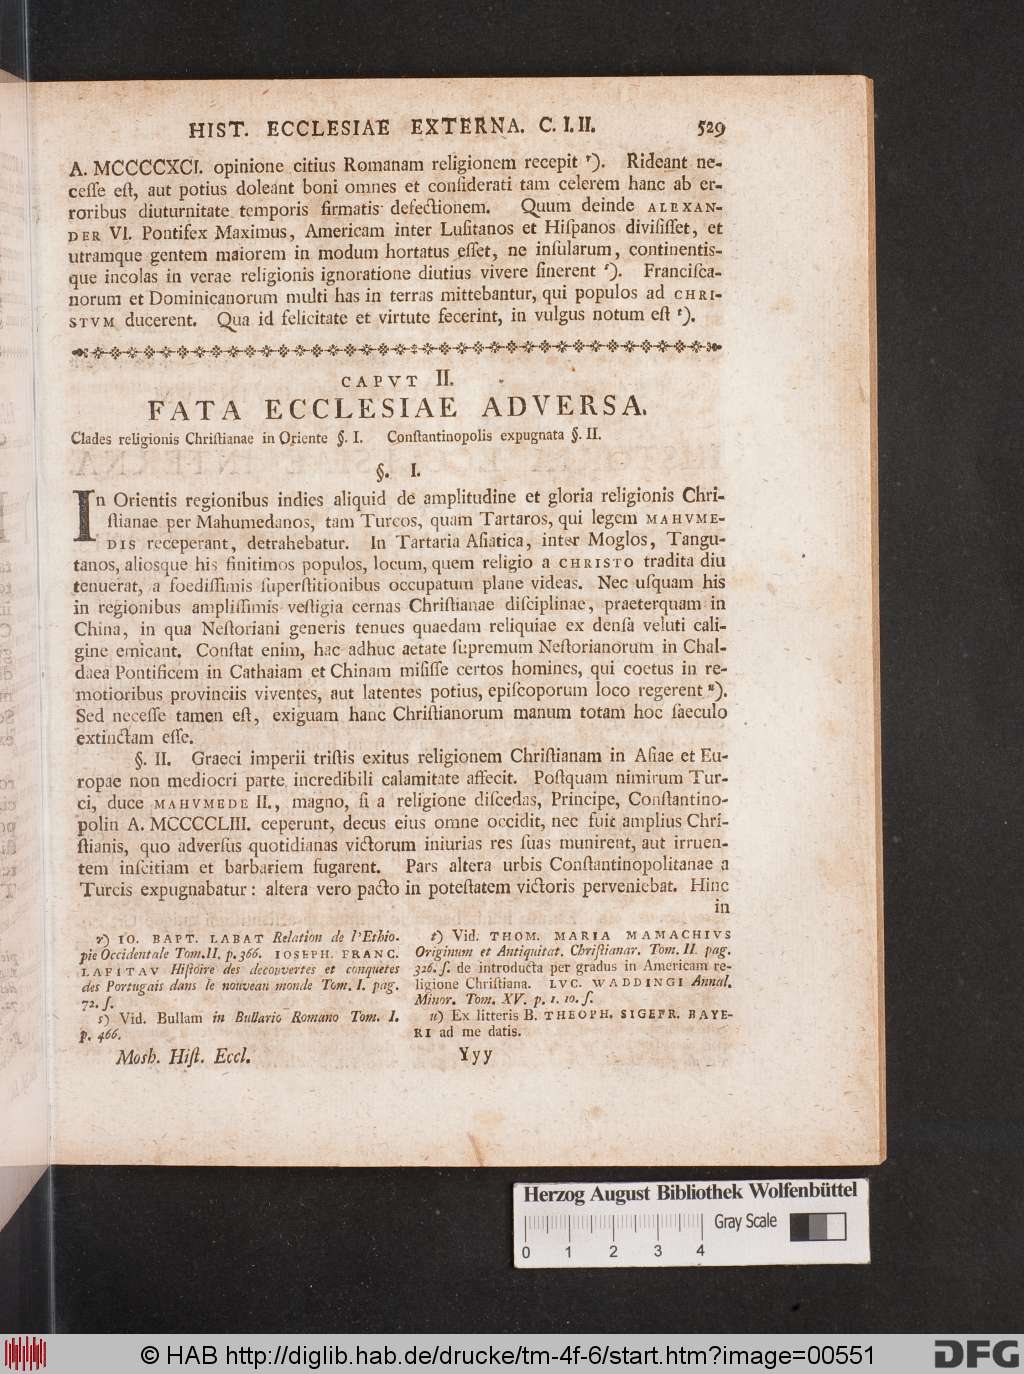 HIST. ECCLESIAE EXTERNA. C. I. II. 529
A. MCCCCXCI. opinione citius Romanam religionem recepit r). Rideant ne-
ceſſe eſt, aut potius doleant boni omnes et conſiderati tam celerem hanc ab er-
roribus diuturnitate temporis firmatis defectionem. Quum deinde ALEXAN-
DER VI. Pontifex Maximus, Americam inter Luſitanos et Hiſpanos diviſiſſet, et
utramque gentem maiorem in modum hortatus eſſet, ne inſularum, continentis-
que incolas in verae religionis ignoratione diutius vivere ſinerent s). Franciſca-
norum et Dominicanorum multi has in terras mittebantur, qui populos ad CHRI-
STVM ducerent. Qua id felicitate et virtute fecerint, in vulgus notum eſt t).
CAPVT II.
FATA ECCLESIAE ADVERSA.
Clades religionis Chriſtianae in Oriente §. I. Conſtantinopolis expugnata §. II.
§. I.
In Orientis regionibus indies aliquid de amplitudine et gloria religionis Chri-
ſtianae per Mahumedanos, tam Turcos, quam Tartaros, qui legem MAHVME-
DIS receperant, detrahebatur. In Tartaria Aſiatica, inter Moglos, Tangu-
tanos, aliosque his finitimos populos, locum, quem religio a CHRISTO tradita diu
tenuerat, a foediſſimis ſuperſtitionibus occupatum plane videas. Nec uſquam his
in regionibus ampliſſimis veſtigia cernas Chriſtianae diſciplinae, praeterquam in
China, in qua Neſtoriani generis tenues quaedam reliquiae ex denſà veluti cali-
gine emicant. Conſtat enim, hac adhuc aetate ſupremum Neſtorianorum in Chal-
daea Pontificem in Cathaiam et Chinam miſiſſe certos homines, qui coetus in re-
motioribus provinciis viventes, aut latentes potius, epiſcoporum loco regerent u).
Sed neceſſe tamen eſt, exiguam hanc Chriſtianorum manum totam hoc ſaeculo
extinctam eſſe.
§. II. Graeci imperii triſtis exitus religionem Chriſtianam in Aſiae et Eu-
ropae non mediocri parte incredibili calamitate affecit. Poſtquam nimirum Tur-
ci, duce MAHVMEDE II., magno, ſi a religione diſcedas, Principe, Conſtantino-
polin A. MCCCCLIII. ceperunt, decus eius omne occidit, nec fuit amplius Chri-
ſtianis, quo adverſus quotidianas victorum iniurias res ſuas munirent, aut irruen-
tem inſcitiam et barbariem fugarent. Pars altera urbis Conſtantinopolitanae a
Turcis expugnabatur: altera vero pacto in poteſtatem victoris perveniebat. Hinc
in
r) IO. BAPT. LABAT Relation de l'Ethio-
pie Occidentale Tom. II. p. 366. IOSEPH. FRANC.
LAFITAV Hiſtoire des decouvertes et conquetes
des Portugais dans le nouveau monde Tom. I. pag.
72. ſ.
s) Vid. Bullam in Bullario Romano Tom. I.
p. 466.
t) Vid. THOM. MARIA MAMACHIVS
Originum et Antiquitat. Chriſtianar. Tom. II. pag.
326. ſ. de introducta per gradus in Americam re-
ligione Chriſtiana. LVC. WADDINGI Annal.
Minor. Tom. XV. p. 1. 10. ſ.
u) Ex litteris B. THEOPH. SIGEFR. BAYE-
RI ad me datis.
Mosh. Hiſt. Eccl. Yyy
Herzog August Bibliothek Wolfenbüttel
Gray Scale
0 1 2 3 4
© HAB http://diglib.hab.de/drucke/tm-4f-6/start.htm?image=00551
DFG